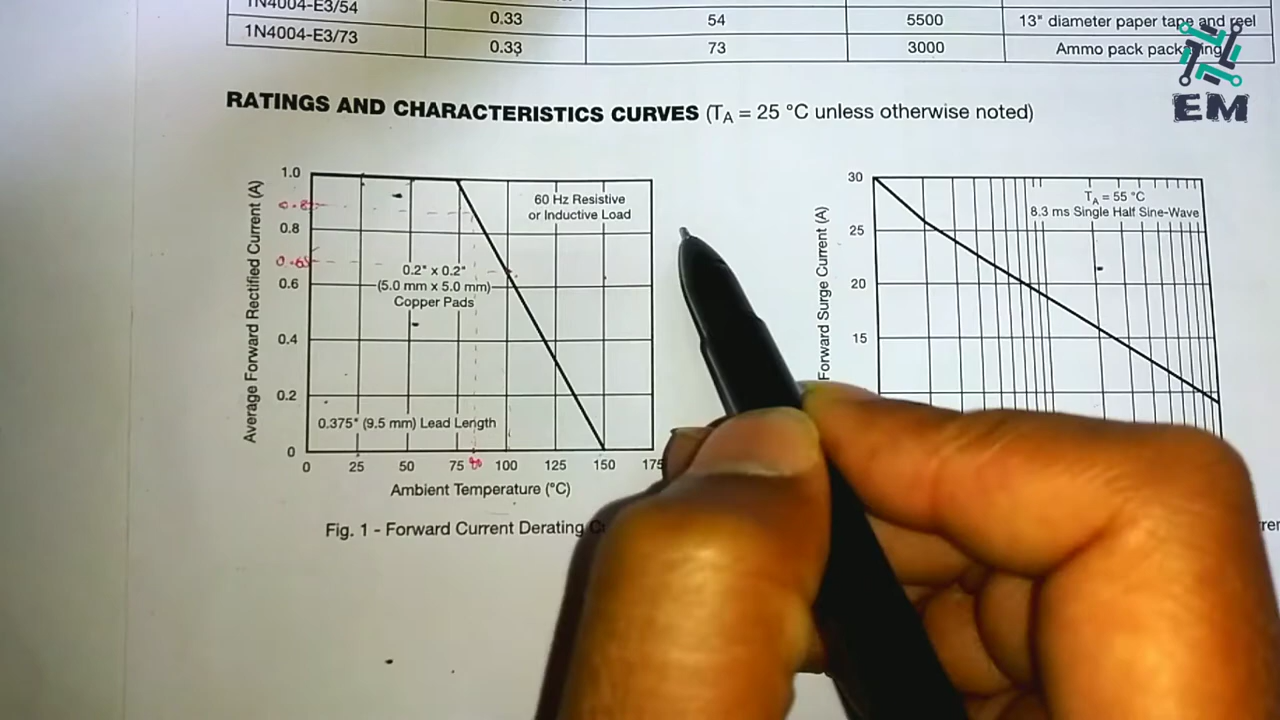 1N4004-E3/54 0.33 54 5500 13" diameter paper tape and reel
1N4004-E3/73 0.33 73 3000 Ammo pack packaging
EM
RATINGS AND CHARACTERISTICS CURVES (TA = 25 °C unless otherwise noted)
Average Forward Rectified Current (A)
1.0
0.8
0.6
0.4
0.2
0
60 Hz Resistive
or Inductive Load
0.2" x 0.2"
(5.0 mm x 5.0 mm)
Copper Pads
0.375" (9.5 mm) Lead Length
0 25 50 75 80 100 125 150 175
Ambient Temperature (°C)
Fig. 1 - Forward Current Derating
Forward Surge Current (A)
30
25
20
15
TA = 55 °C
8.3 ms Single Half Sine-Wave